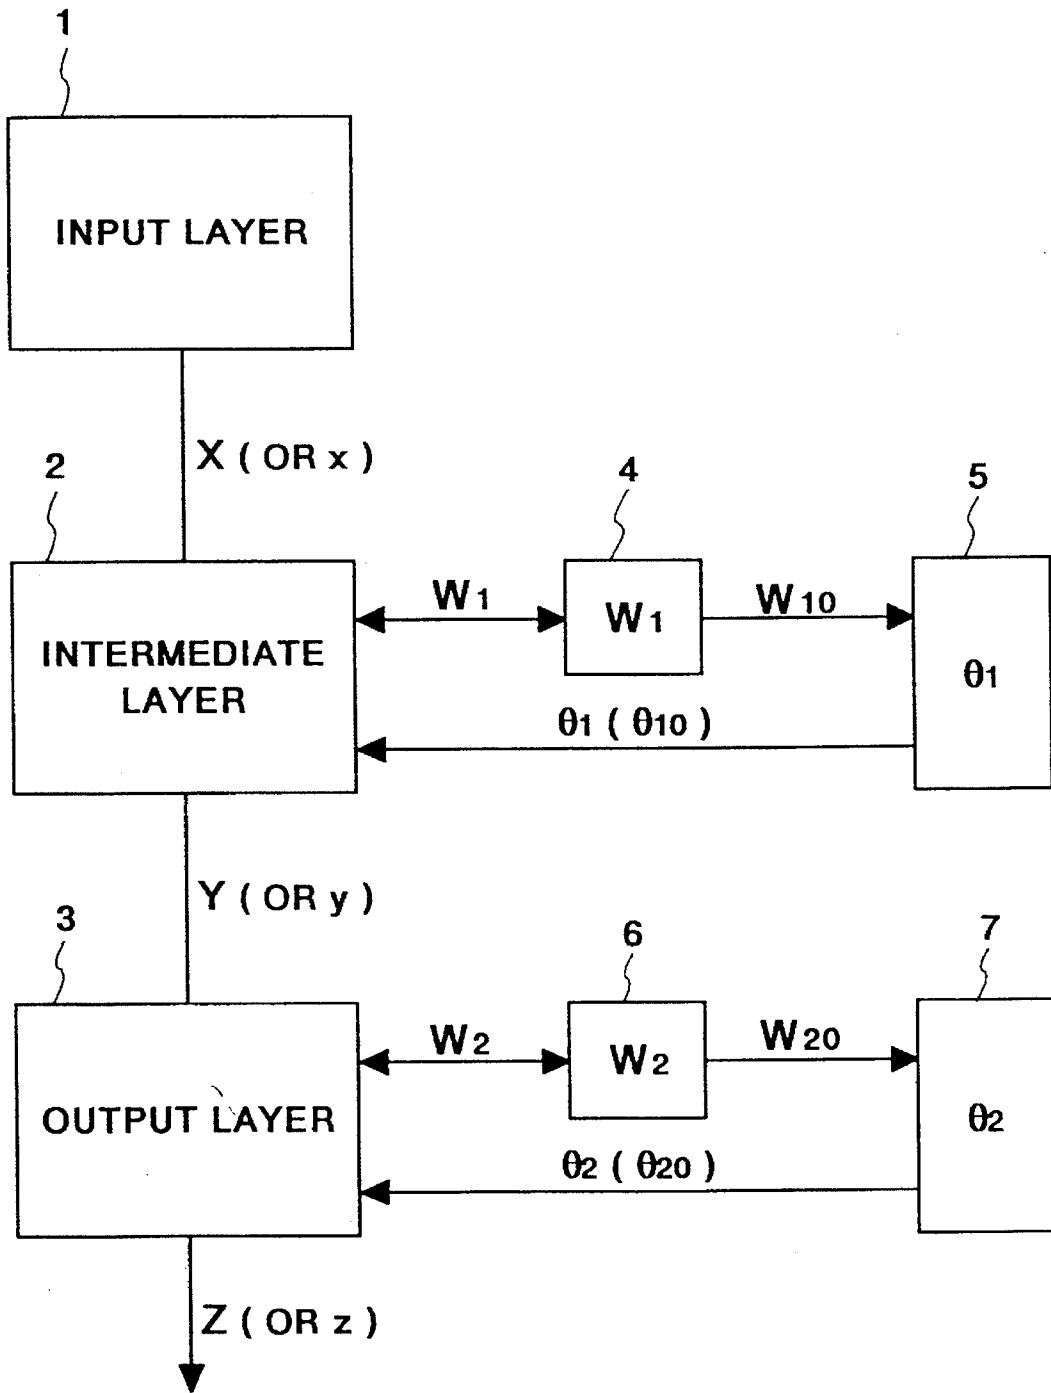 1
INPUT LAYER
X ( OR x )
2
4
5
INTERMEDIATE
LAYER
W1
W1
W10
θ1
θ1 ( θ10 )
Y ( OR y )
3
6
7
OUTPUT LAYER
W2
W2
W20
θ2
θ2 ( θ20 )
Z ( OR z )